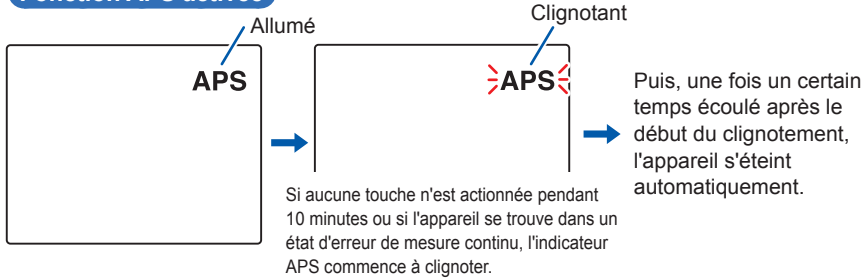 Allumé
Clignotant
APS
APS
Puis, une fois un certain
temps écoulé après le
début du clignotement,
l'appareil s'éteint
automatiquement.
Si aucune touche n'est actionnée pendant
10 minutes ou si l'appareil se trouve dans un
état d'erreur de mesure continu, l'indicateur
APS commence à clignoter.